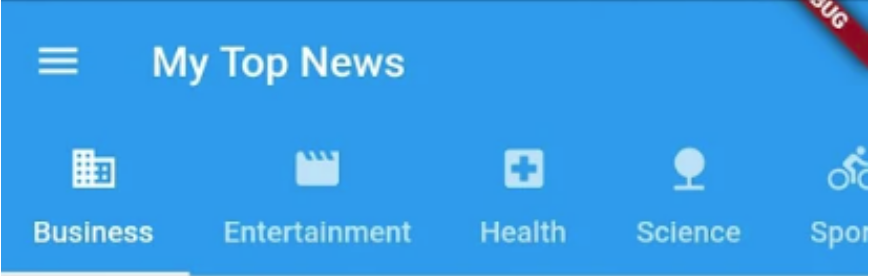 My Top News
Business Entertainment Health Science